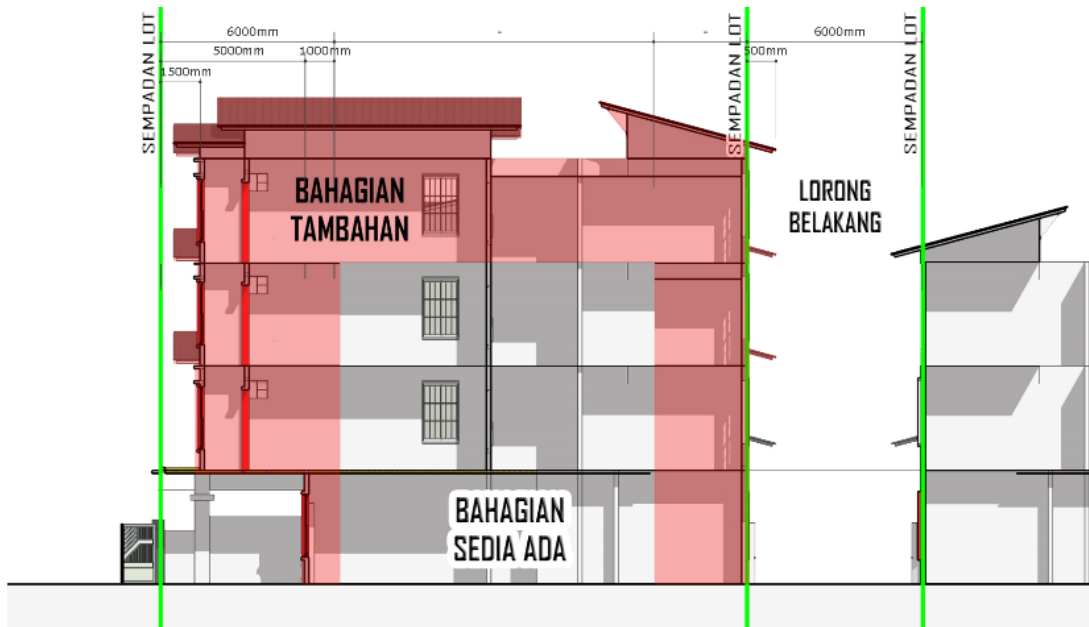 6000mm
-
-
6000mm
5000mm
1000mm
500mm
1500mm
SEMPADAN LOT
SEMPADAN LOT
SEMPADAN LOT
BAHAGIAN
TAMBAHAN
LORONG
BELAKANG
BAHAGIAN
SEDIA ADA